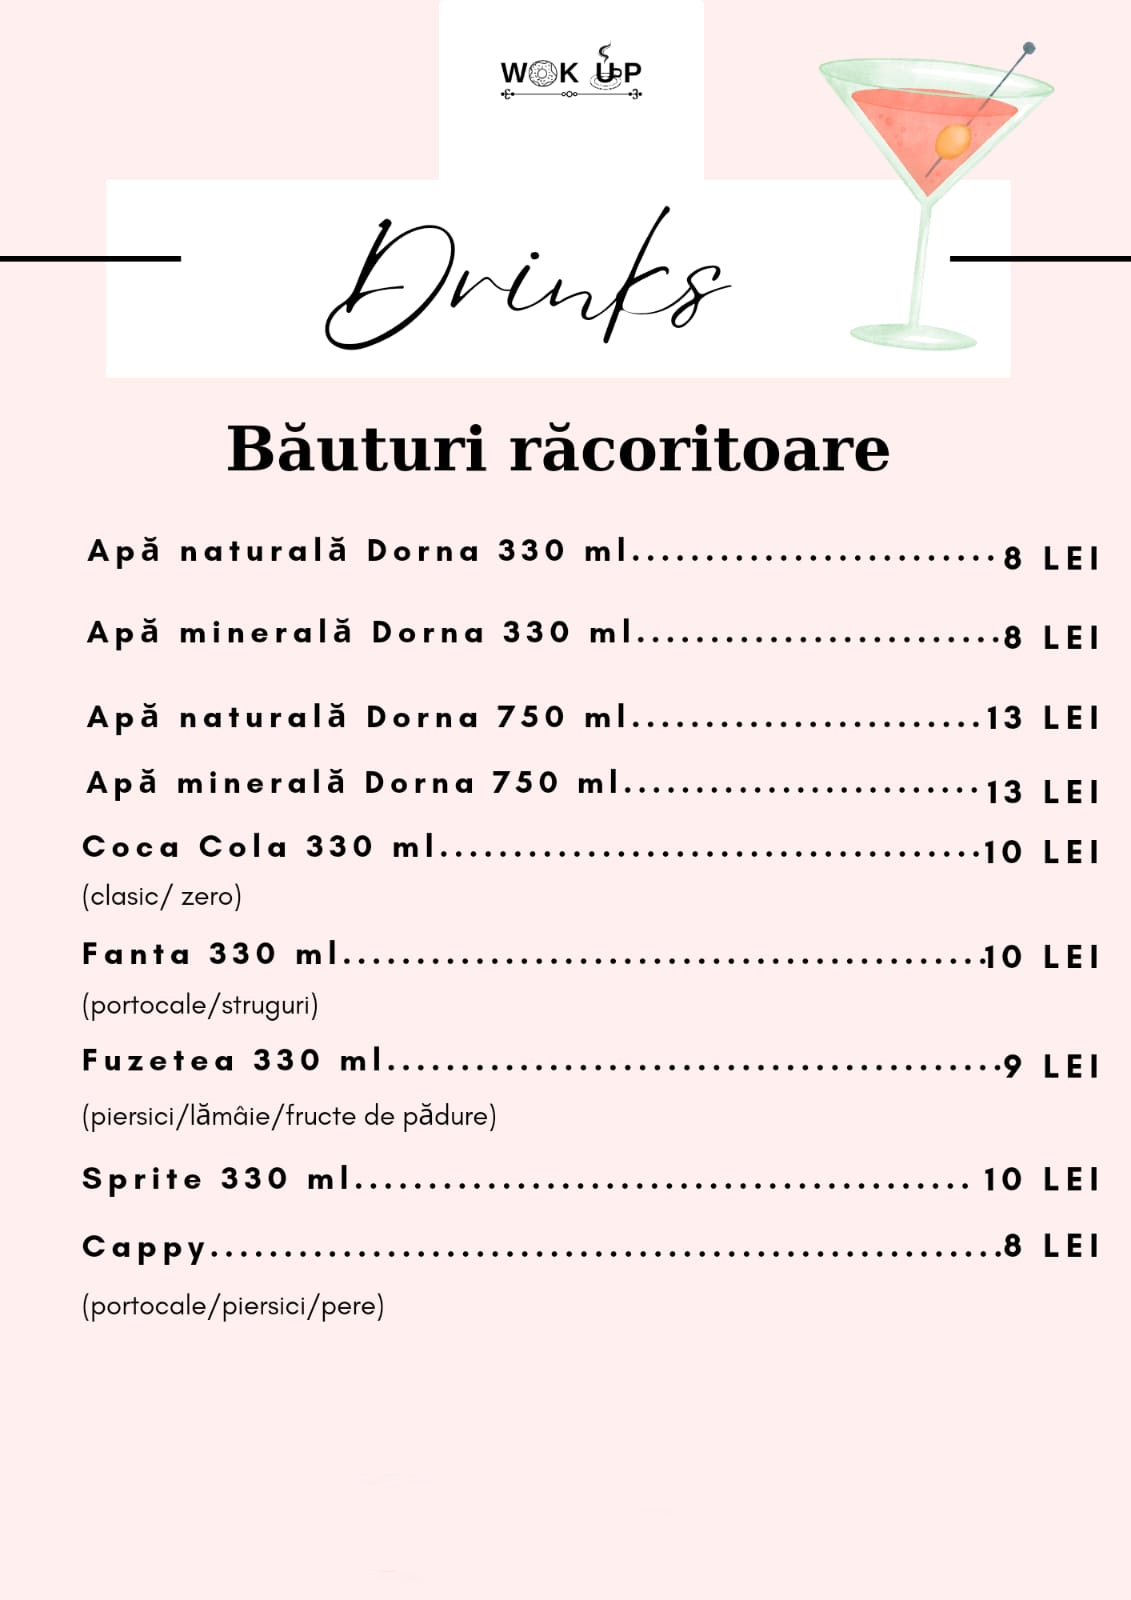 WOK UP
Drinks
Băuturi răcoritoare
Apă naturală Dorna 330 ml.........................8 LEI
Apă minerală Dorna 330 ml.........................8 LEI
Apă naturală Dorna 750 ml........................13 LEI
Apă minerală Dorna 750 ml........................13 LEI
Coca Cola 330 ml.....................................10 LEI
(clasic/ zero)
Fanta 330 ml............................................10 LEI
(portocale/struguri)
Fuzetea 330 ml..........................................9 LEI
(piersici/lămâie/fructe de pădure)
Sprite 330 ml.......................................... 10 LEI
Cappy......................................................8 LEI
(portocale/piersici/pere)